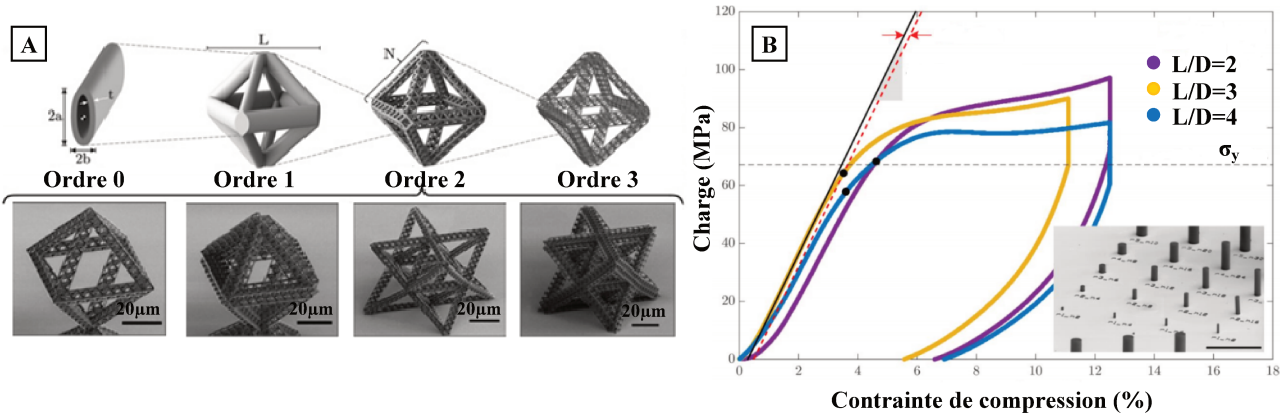 A
L
N
t
2a
2b
Ordre 0
Ordre 1
Ordre 2
Ordre 3
20µm
20µm
20µm
20µm
B
120
100
80
60
40
20
0
Charge (MPa)
L/D=2
L/D=3
L/D=4
σy
0
2
4
6
8
10
12
14
16
18
Contrainte de compression (%)